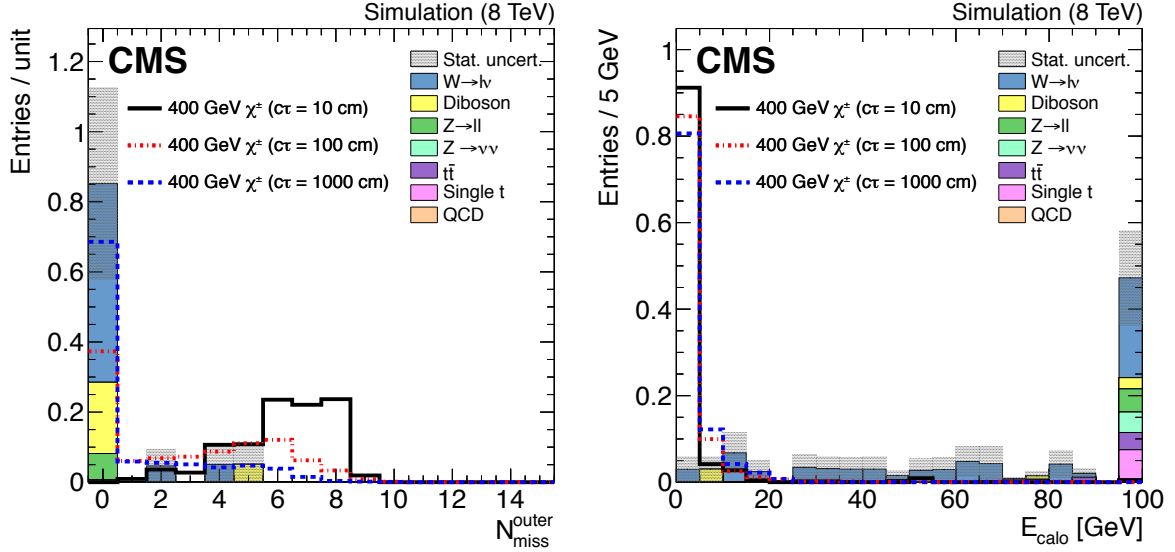 Simulation (8 TeV)
CMS
Entries / unit
1.2
1
0.8
0.6
0.4
0.2
0
400 GeV χ± (cτ = 10 cm)
400 GeV χ± (cτ = 100 cm)
400 GeV χ± (cτ = 1000 cm)
Stat. uncert.
W→lν
Diboson
Z→ll
Z→νν
tt̄
Single t
QCD
0 2 4 6 8 10 12 14
N^outer_miss
Simulation (8 TeV)
CMS
Entries / 5 GeV
1
0.8
0.6
0.4
0.2
0
400 GeV χ± (cτ = 10 cm)
400 GeV χ± (cτ = 100 cm)
400 GeV χ± (cτ = 1000 cm)
Stat. uncert.
W→lν
Diboson
Z→ll
Z→νν
tt̄
Single t
QCD
0 20 40 60 80 100
E_calo [GeV]